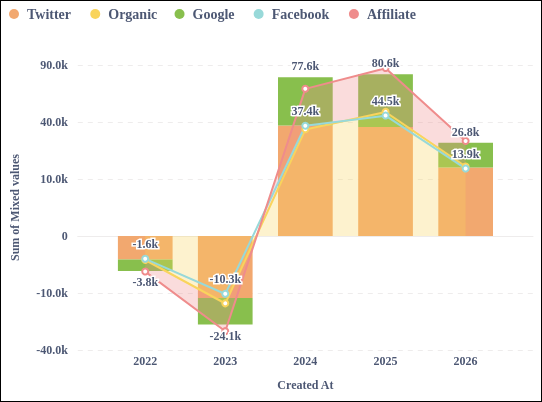 Twitter Organic Google Facebook Affiliate
90.0k
40.0k
10.0k
0
-10.0k
-40.0k
Sum of Mixed values
77.6k
80.6k
37.4k
44.5k
26.8k
13.9k
-1.6k
-3.8k
-10.3k
-24.1k
2022 2023 2024 2025 2026
Created At